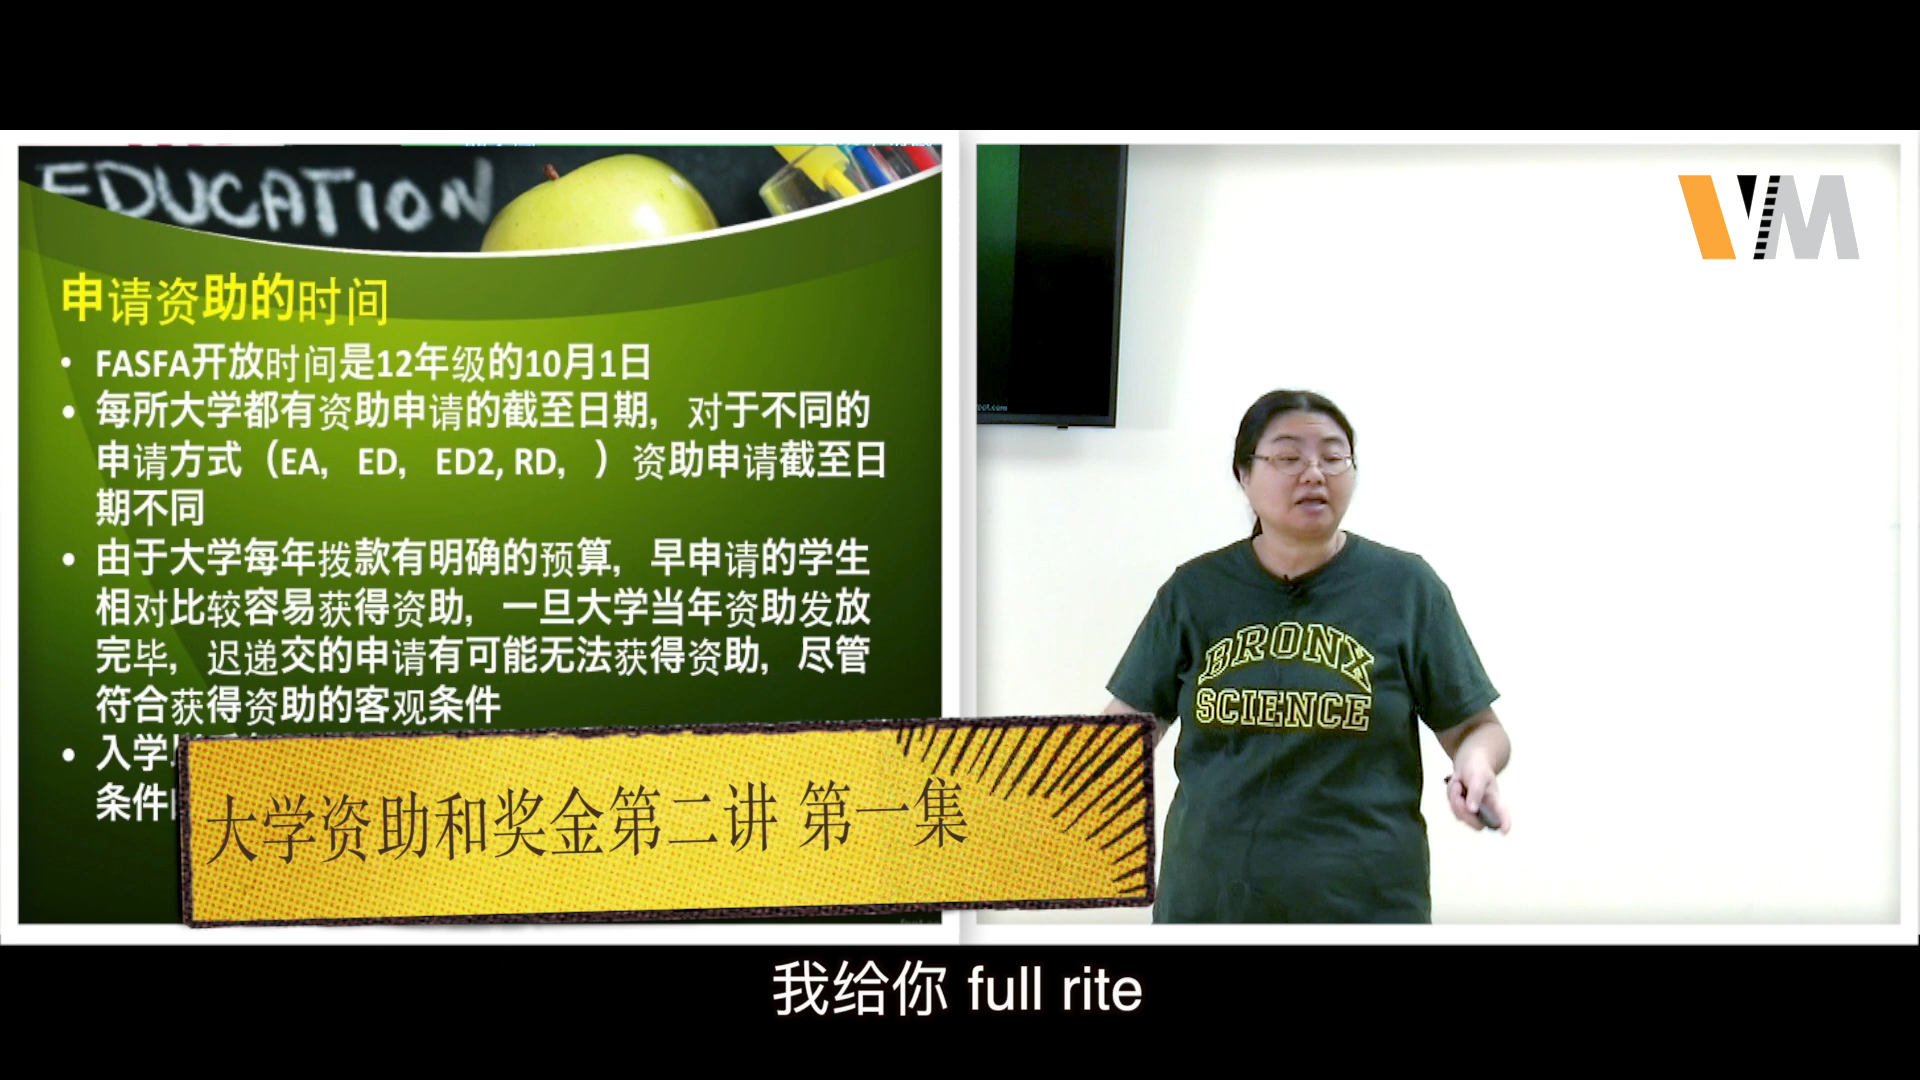 EDUCATION
申请资助的时间
• FASFA开放时间是12年级的10月1日
• 每所大学都有资助申请的截至日期，对于不同的
申请方式（EA，ED，ED2, RD，）资助申请截至日
期不同
• 由于大学每年拨款有明确的预算，早申请的学生
相对比较容易获得资助，一旦大学当年资助发放
完毕，迟递交的申请有可能无法获得资助，尽管
符合获得资助的客观条件
• 入学
条件
大学资助和奖金第二讲 第一集
VM
BRONX
SCIENCE
我给你 full rite